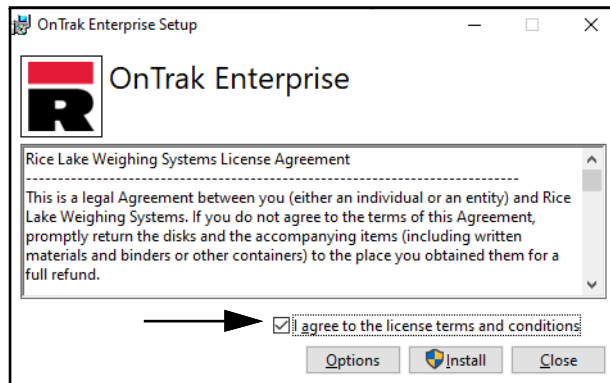 OnTrak Enterprise Setup
R
OnTrak Enterprise
Rice Lake Weighing Systems License Agreement
--------------------------------------------------------------------------------
This is a legal Agreement between you (either an individual or an entity) and Rice
Lake Weighing Systems. If you do not agree to the terms of this Agreement,
promptly return the disks and the accompanying items (including written
materials and binders or other containers) to the place you obtained them for a
full refund.
I agree to the license terms and conditions
Options Install Close